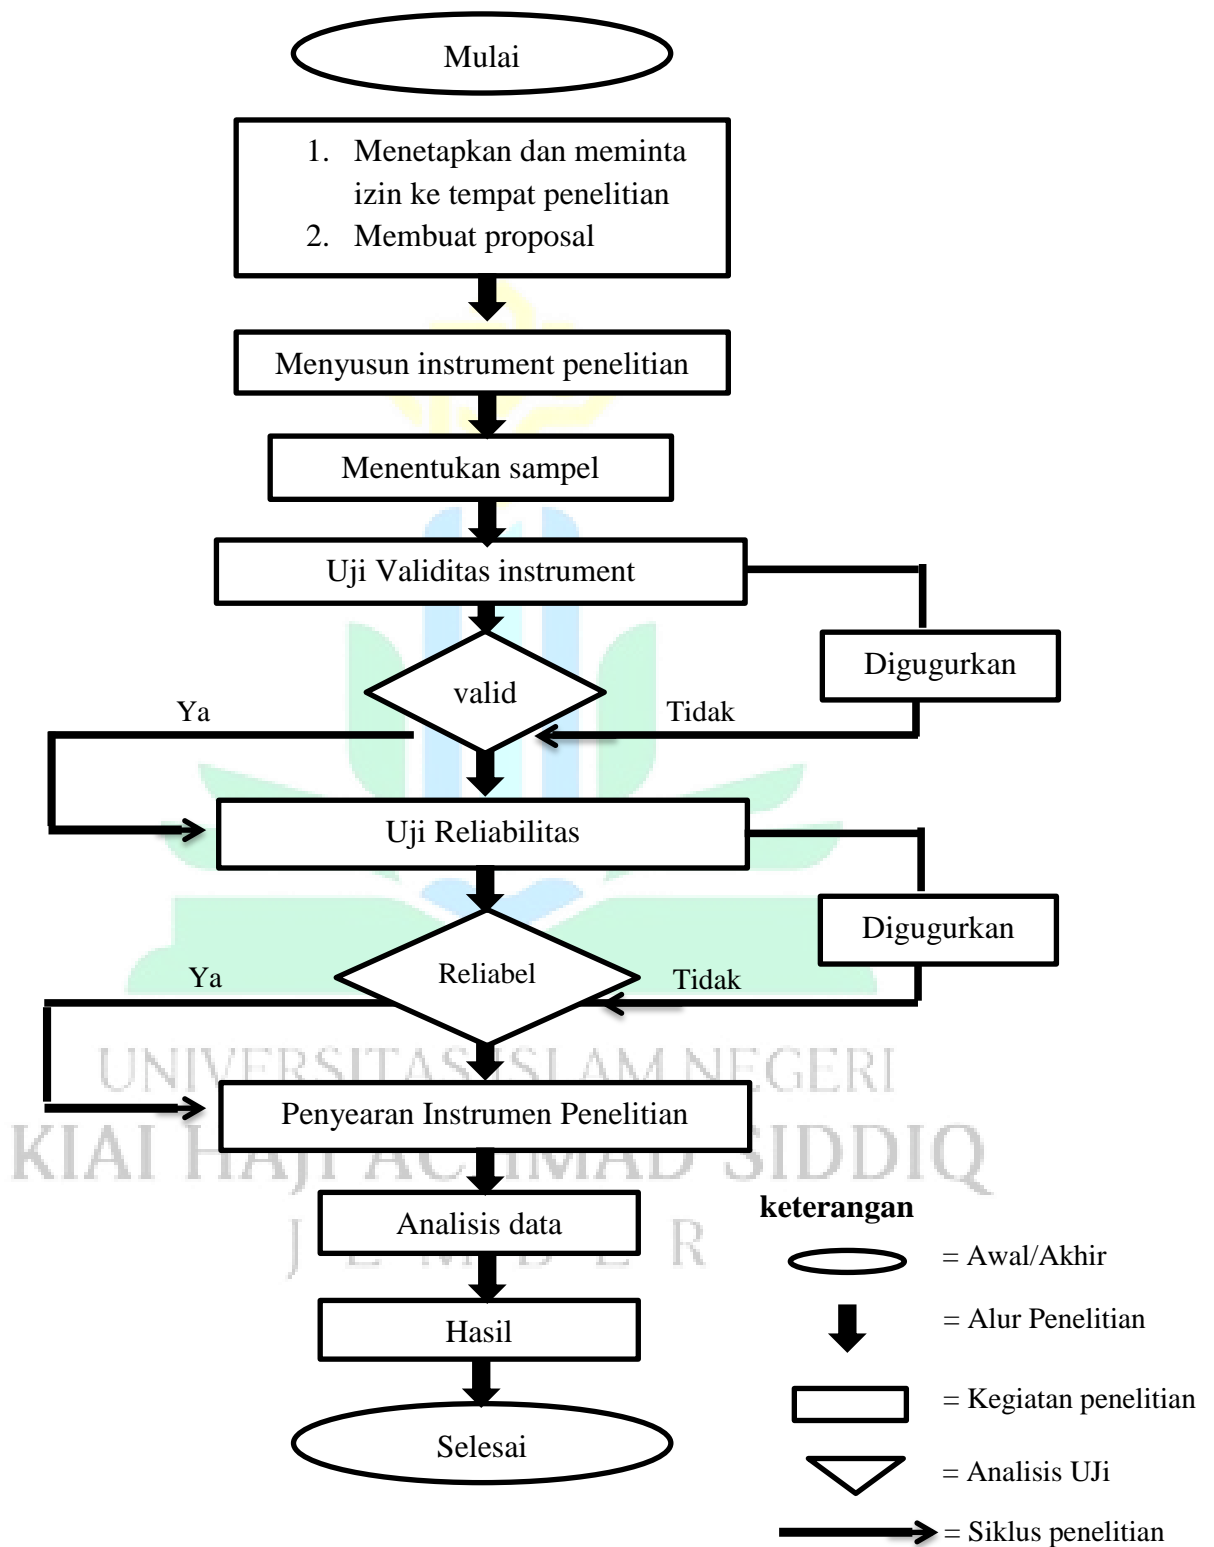 Mulai
1. Menetapkan dan meminta
izin ke tempat penelitian
2. Membuat proposal
Menyusun instrument penelitian
Menentukan sampel
Uji Validitas instrument
Digugurkan
valid
Ya
Tidak
Uji Reliabilitas
Digugurkan
Reliabel
Ya
Tidak
UNIVERSITAS ISLAM NEGERI
Penyearan Instrumen Penelitian
KIAI HAJI ACHMAD SIDDIQ
Analisis data
JEMBER
Hasil
Selesai
keterangan
= Awal/Akhir
= Alur Penelitian
= Kegiatan penelitian
= Analisis UJi
= Siklus penelitian